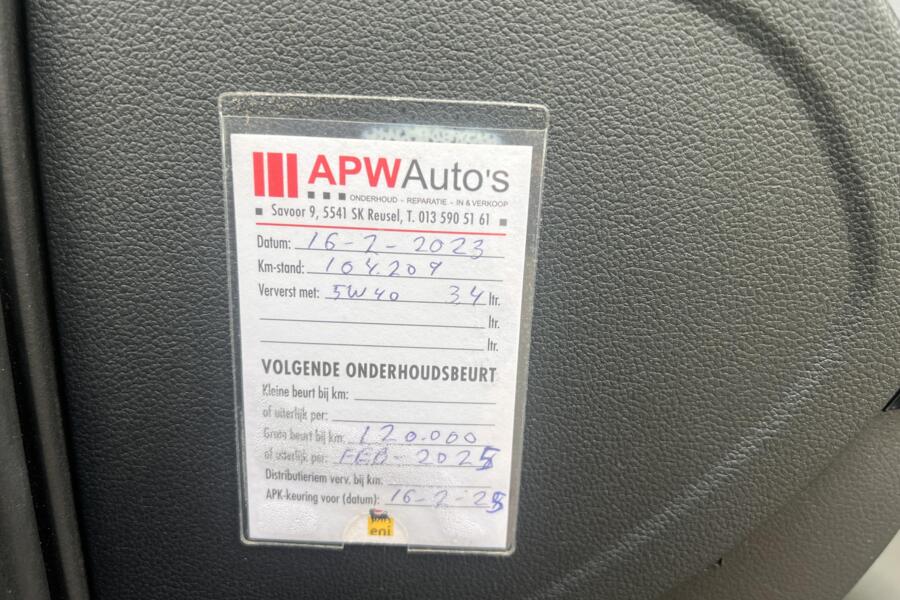 APWAuto's
ONDERHOUD - REPARATIE - IN & VERKOOP
Savoor 9, 5541 SK Reusel, T. 013 590 51 61
Datum: 16-2-2023
Km-stand: 104.209
Ververst met: 5W40 3,4 ltr.
ltr.
ltr.
VOLGENDE ONDERHOUDSBEURT
Kleine beurt bij km:
of uiterlijk per:
Grote beurt bij km: 120.000
of uiterlijk per: FEB-2025
Distributieriem verv. bij km:
APK-keuring voor (datum): 16-2-25
eni